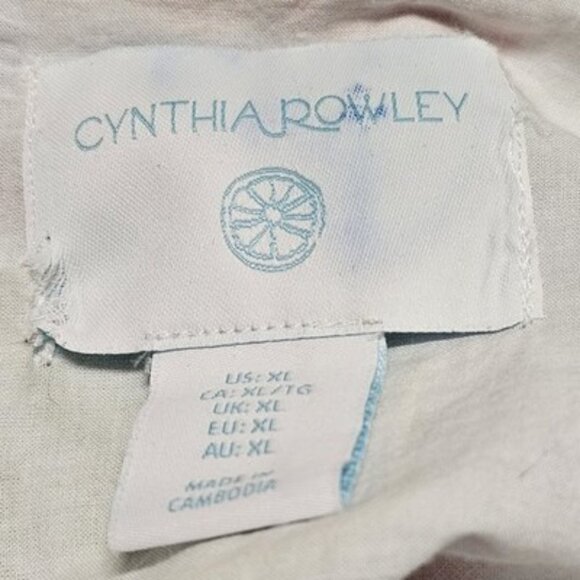 CYNTHIA ROWLEY
US: XL
CA: XL/TG
UK: XL
EU: XL
AU: XL
MADE IN
CAMBODIA